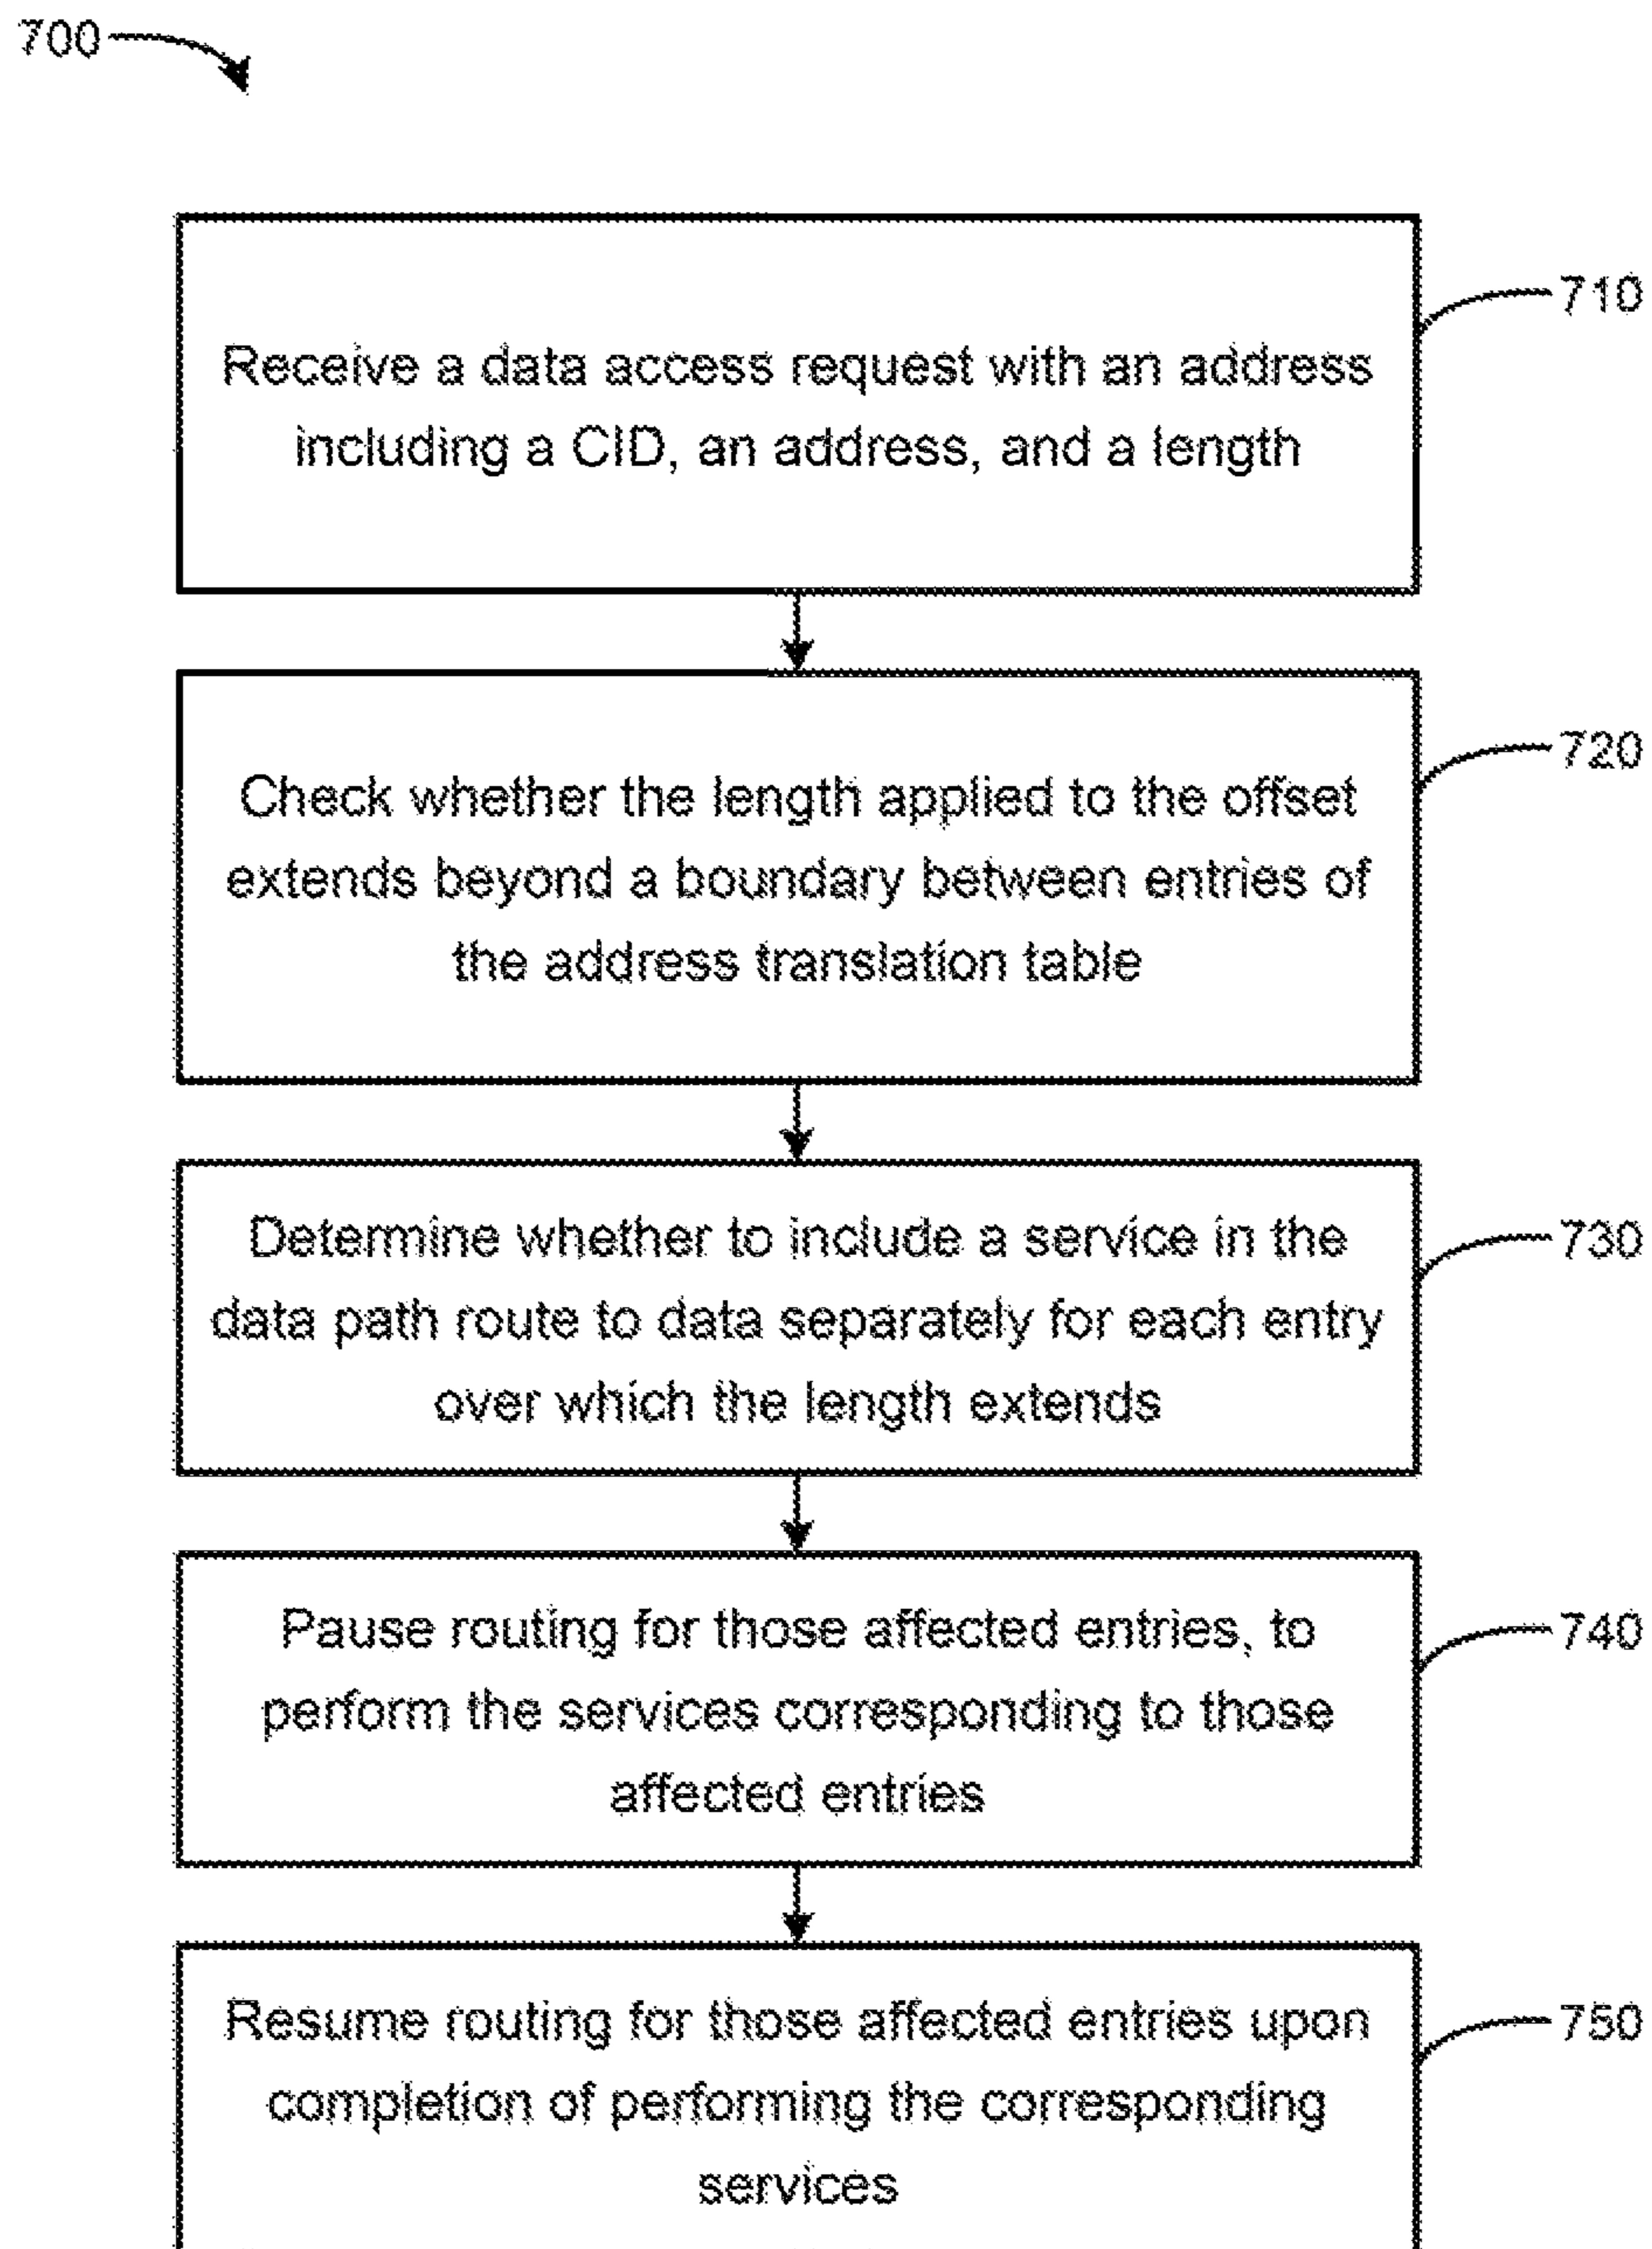 700
Receive a data access request with an address
including a CID, an address, and a length
710
Check whether the length applied to the offset
extends beyond a boundary between entries of
the address translation table
720
Determine whether to include a service in the
data path route to data separately for each entry
over which the length extends
730
Pause routing for those affected entries, to
perform the services corresponding to those
affected entries
740
Resume routing for those affected entries upon
completion of performing the corresponding
services
750